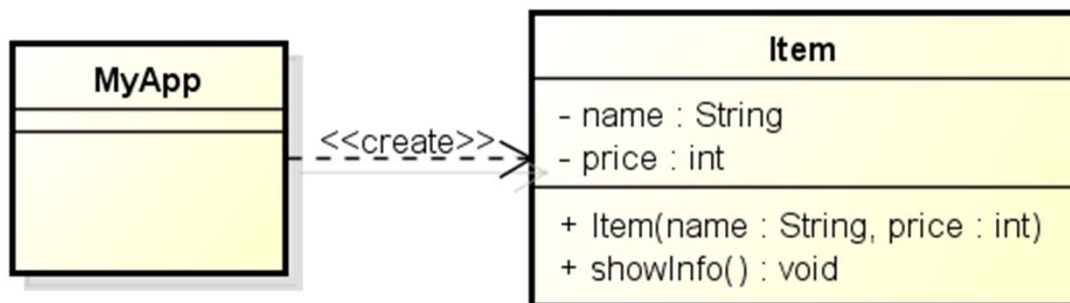 MyApp
<<create>>
Item
- name : String
- price : int
+ Item(name : String, price : int)
+ showInfo() : void